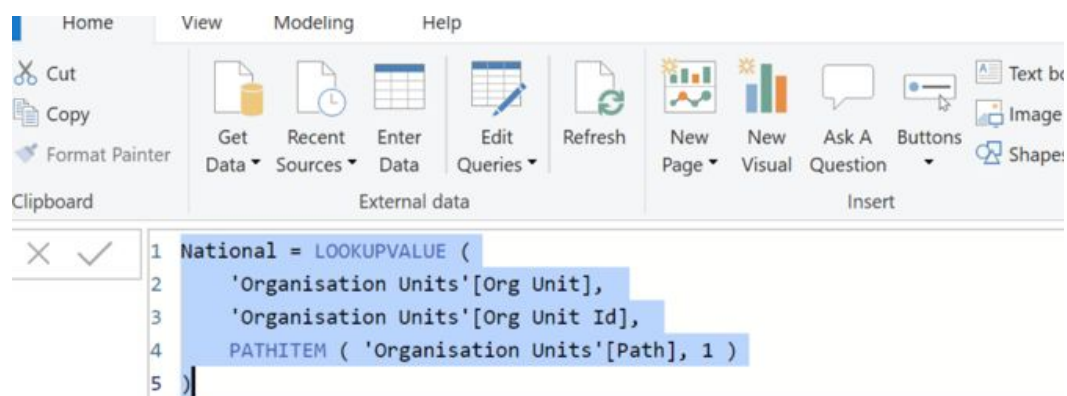 Home View Modeling Help
Cut
Copy
Format Painter
Clipboard
Get Data
Recent Sources
Enter Data
Edit Queries
Refresh
External data
New Page
New Visual
Ask A Question
Buttons
Text
Image
Shapes
Insert
1 National = LOOKUPVALUE (
2 'Organisation Units'[Org Unit],
3 'Organisation Units'[Org Unit Id],
4 PATHITEM ( 'Organisation Units'[Path], 1 )
5 )